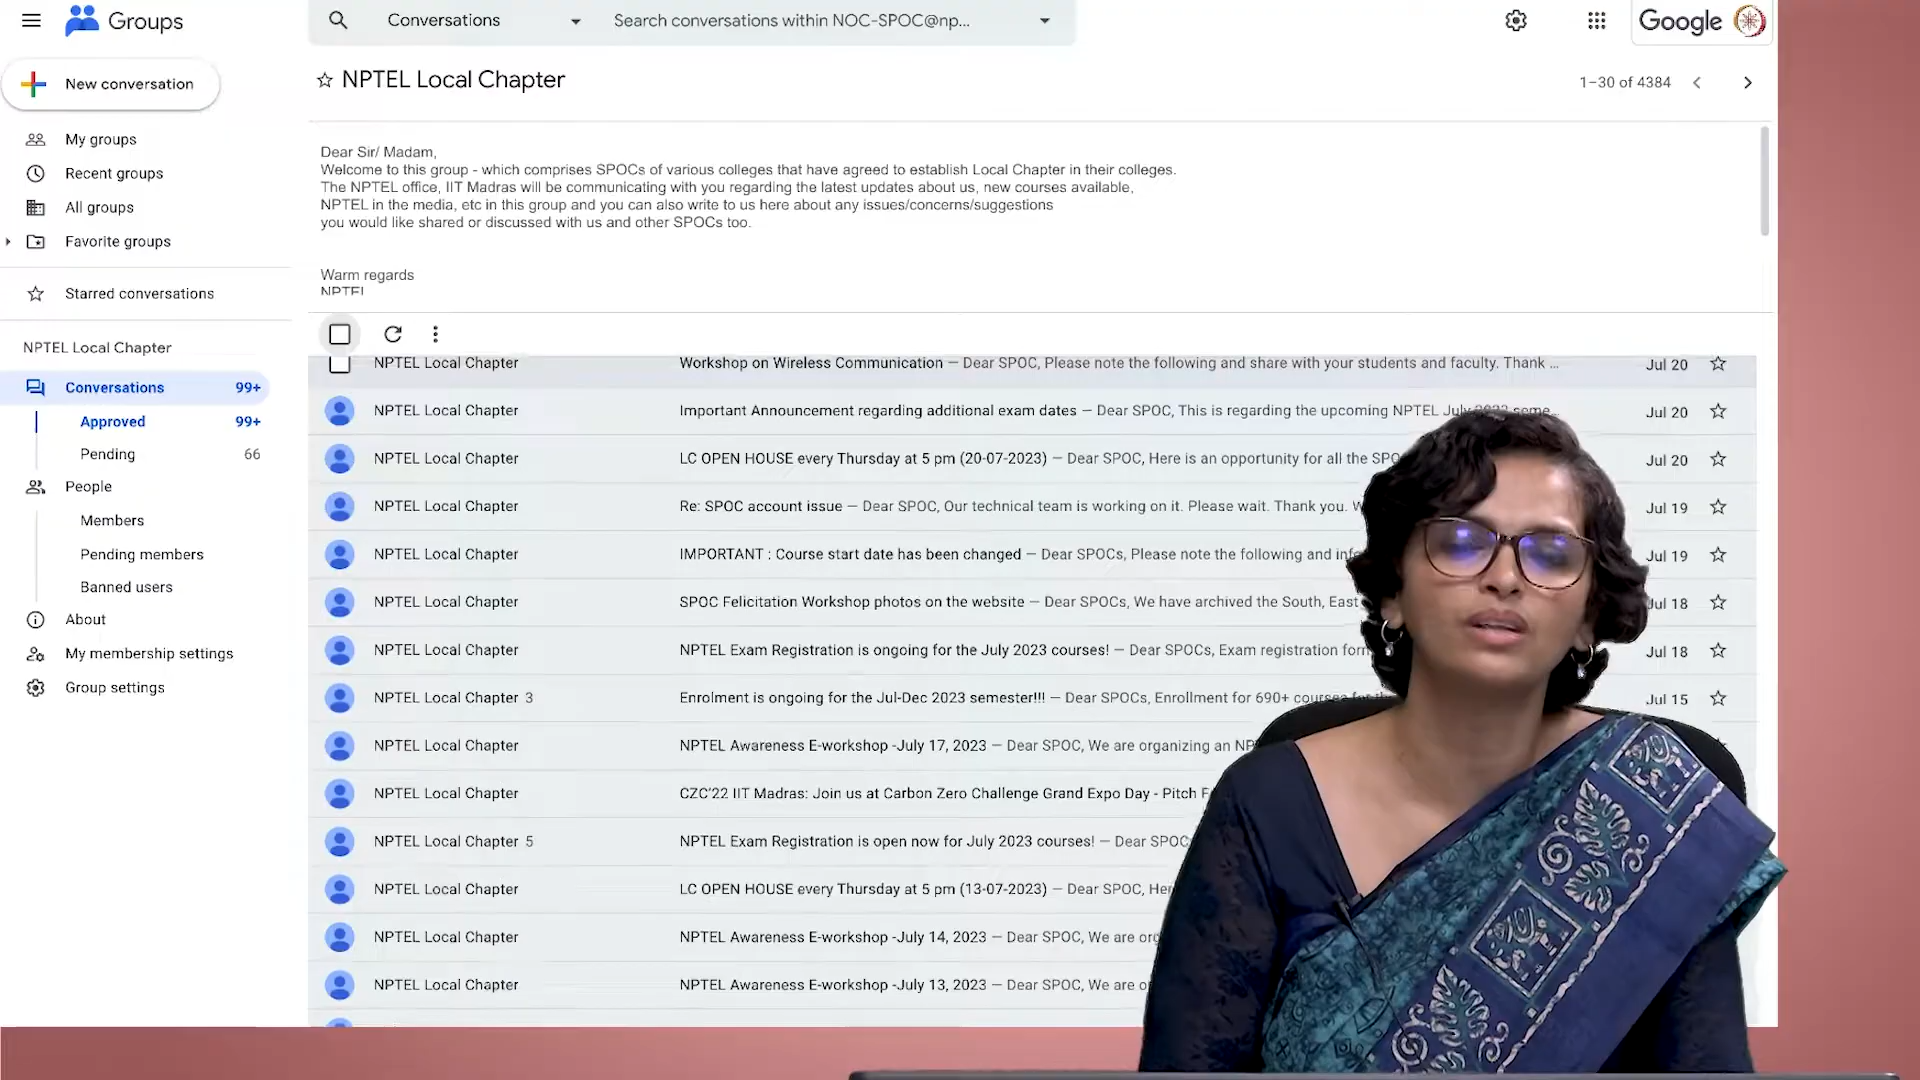 Groups
Conversations
Search conversations within NOC-SPOC@np...
Google
New conversation
My groups
Recent groups
All groups
Favorite groups
Starred conversations
NPTEL Local Chapter
Conversations 99+
Approved 99+
Pending 66
People
Members
Pending members
Banned users
About
My membership settings
Group settings
NPTEL Local Chapter
1–30 of 4384
Dear Sir/ Madam,
Welcome to this group - which comprises SPOCs of various colleges that have agreed to establish Local Chapter in their colleges.
The NPTEL office, IIT Madras will be communicating with you regarding the latest updates about us, new courses available,
NPTEL in the media, etc in this group and you can also write to us here about any issues/concerns/suggestions
you would like shared or discussed with us and other SPOCs too.
Warm regards
NPTEL
NPTEL Local Chapter Workshop on Wireless Communication — Dear SPOC, Please note the following and share with your students and faculty. Thank ... Jul 20
NPTEL Local Chapter Important Announcement regarding additional exam dates — Dear SPOC, This is regarding the upcoming NPTEL July 2023 seme... Jul 20
NPTEL Local Chapter LC OPEN HOUSE every Thursday at 5 pm (20-07-2023) — Dear SPOC, Here is an opportunity for all the SPO Jul 20
NPTEL Local Chapter Re: SPOC account issue — Dear SPOC, Our technical team is working on it. Please wait. Thank you. Jul 19
NPTEL Local Chapter IMPORTANT : Course start date has been changed — Dear SPOCs, Please note the following and Jul 19
NPTEL Local Chapter SPOC Felicitation Workshop photos on the website — Dear SPOCs, We have archived the South, East Jul 18
NPTEL Local Chapter NPTEL Exam Registration is ongoing for the July 2023 courses! — Dear SPOCs, Exam registration form Jul 18
NPTEL Local Chapter 3 Enrolment is ongoing for the Jul-Dec 2023 semester!!! — Dear SPOCs, Enrollment for 690+ courses for Jul 15
NPTEL Local Chapter NPTEL Awareness E-workshop -July 17, 2023 — Dear SPOC, We are organizing an NP
NPTEL Local Chapter CZC’22 IIT Madras: Join us at Carbon Zero Challenge Grand Expo Day - Pitch
NPTEL Local Chapter 5 NPTEL Exam Registration is open now for July 2023 courses! — Dear SPOC
NPTEL Local Chapter LC OPEN HOUSE every Thursday at 5 pm (13-07-2023) — Dear SPOC, Her
NPTEL Local Chapter NPTEL Awareness E-workshop -July 14, 2023 — Dear SPOC, We are org
NPTEL Local Chapter NPTEL Awareness E-workshop -July 13, 2023 — Dear SPOC, We are o